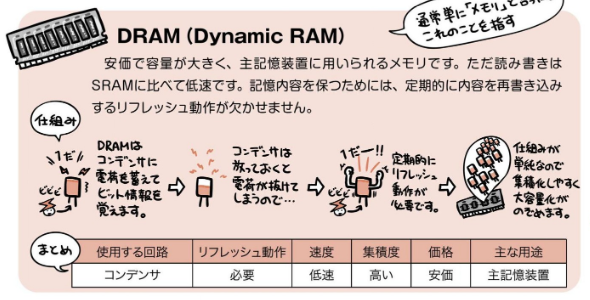 通常単に「メモリ」と言ったら
これのことを指す
DRAM (Dynamic RAM)
安価で容量が大きく、主記憶装置に用いられるメモリです。ただ読み書きは
SRAMに比べて低速です。記憶内容を保つためには、定期的に内容を再書き込み
するリフレッシュ動作が欠かせません。
仕組み
1だ!!
ビビビ
DRAMは
コンデンサに
電荷を蓄えて
ビット情報を
覚えます。
コンデンサは
放っておくと
電荷が抜けて
しまうので…
1だー!!
ビビビ
定期的に
リフレッシュ
動作が
必要です。
仕組みが
単純なので
集積化しやすく
大容量化が
のぞめます。
まとめ
使用する回路 リフレッシュ動作 速度 集積度 価格 主な用途
コンデンサ 必要 低速 高い 安価 主記憶装置